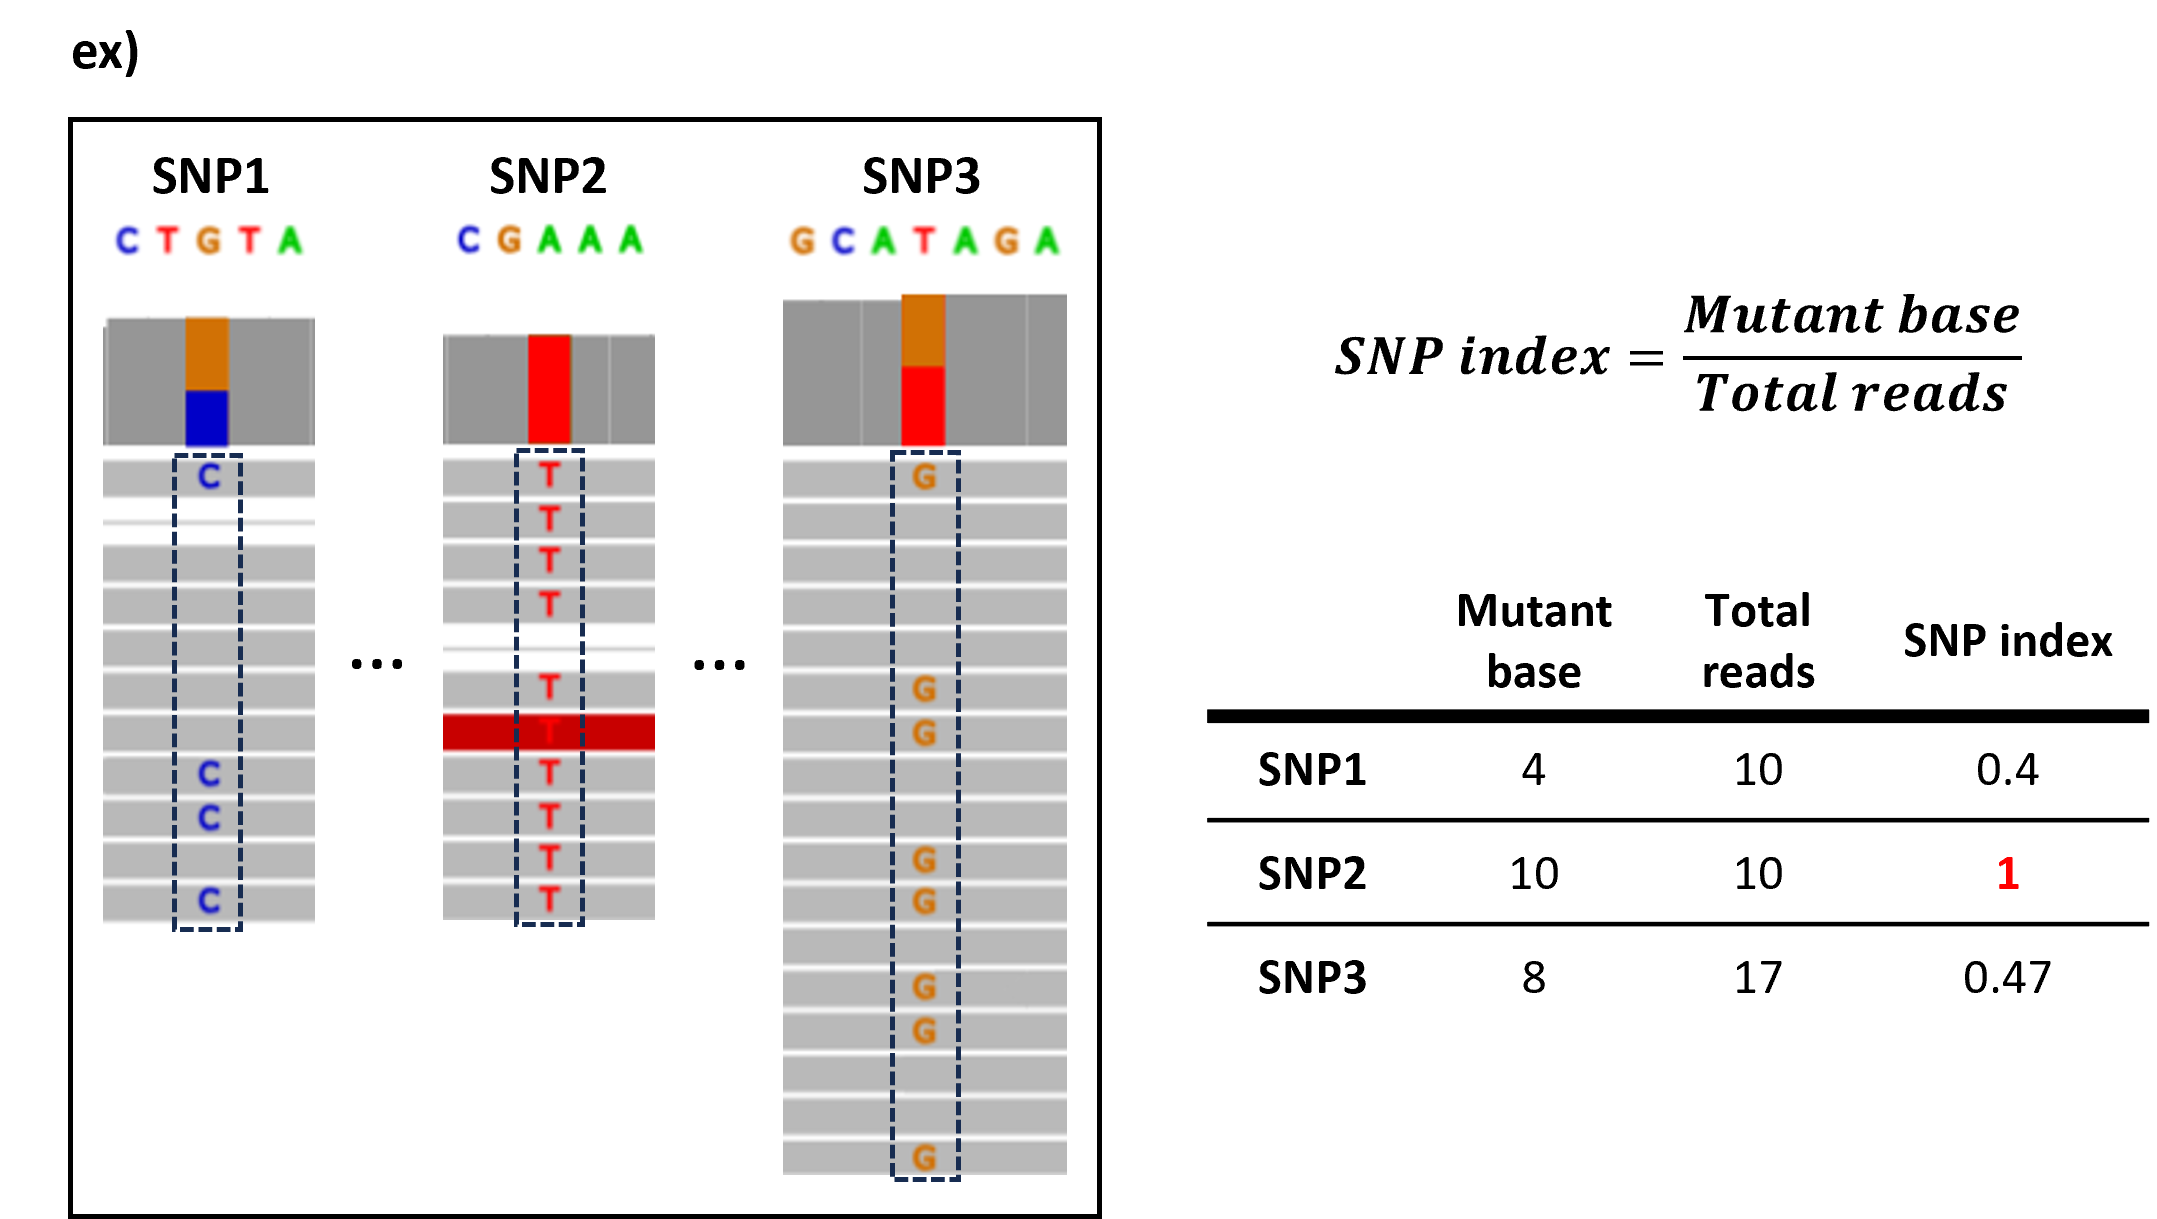 ex)
SNP1 SNP2 SNP3
C T G T A C G A A A G C A T A G A
C T G
T
T
T
T G
T G
C T
C T
T G
C T G
G
G
G
... ...
SNP index = Mutant base / Total reads
Mutant base Total reads SNP index
SNP1 4 10 0.4
SNP2 10 10 1
SNP3 8 17 0.47